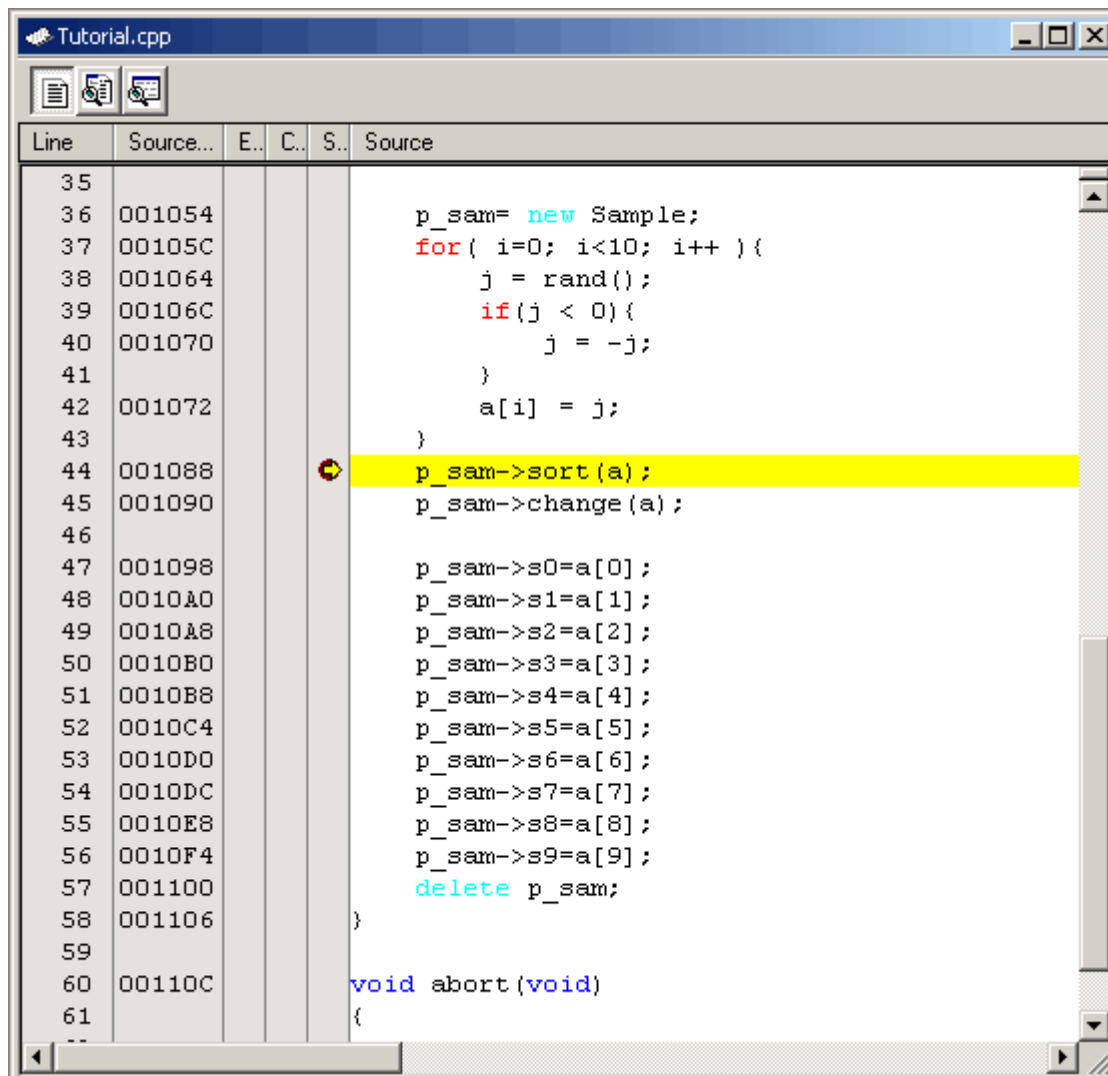 Tutorial.cpp
Line Source... E.. C.. S.. Source
35
36 001054 p_sam= new Sample;
37 00105C for( i=0; i<10; i++ ){
38 001064 j = rand();
39 00106C if(j < 0){
40 001070 j = -j;
41 }
42 001072 a[i] = j;
43 }
44 001088 p_sam->sort(a);
45 001090 p_sam->change(a);
46
47 001098 p_sam->s0=a[0];
48 0010A0 p_sam->s1=a[1];
49 0010A8 p_sam->s2=a[2];
50 0010B0 p_sam->s3=a[3];
51 0010B8 p_sam->s4=a[4];
52 0010C4 p_sam->s5=a[5];
53 0010D0 p_sam->s6=a[6];
54 0010DC p_sam->s7=a[7];
55 0010E8 p_sam->s8=a[8];
56 0010F4 p_sam->s9=a[9];
57 001100 delete p_sam;
58 001106 }
59
60 00110C void abort(void)
61 {